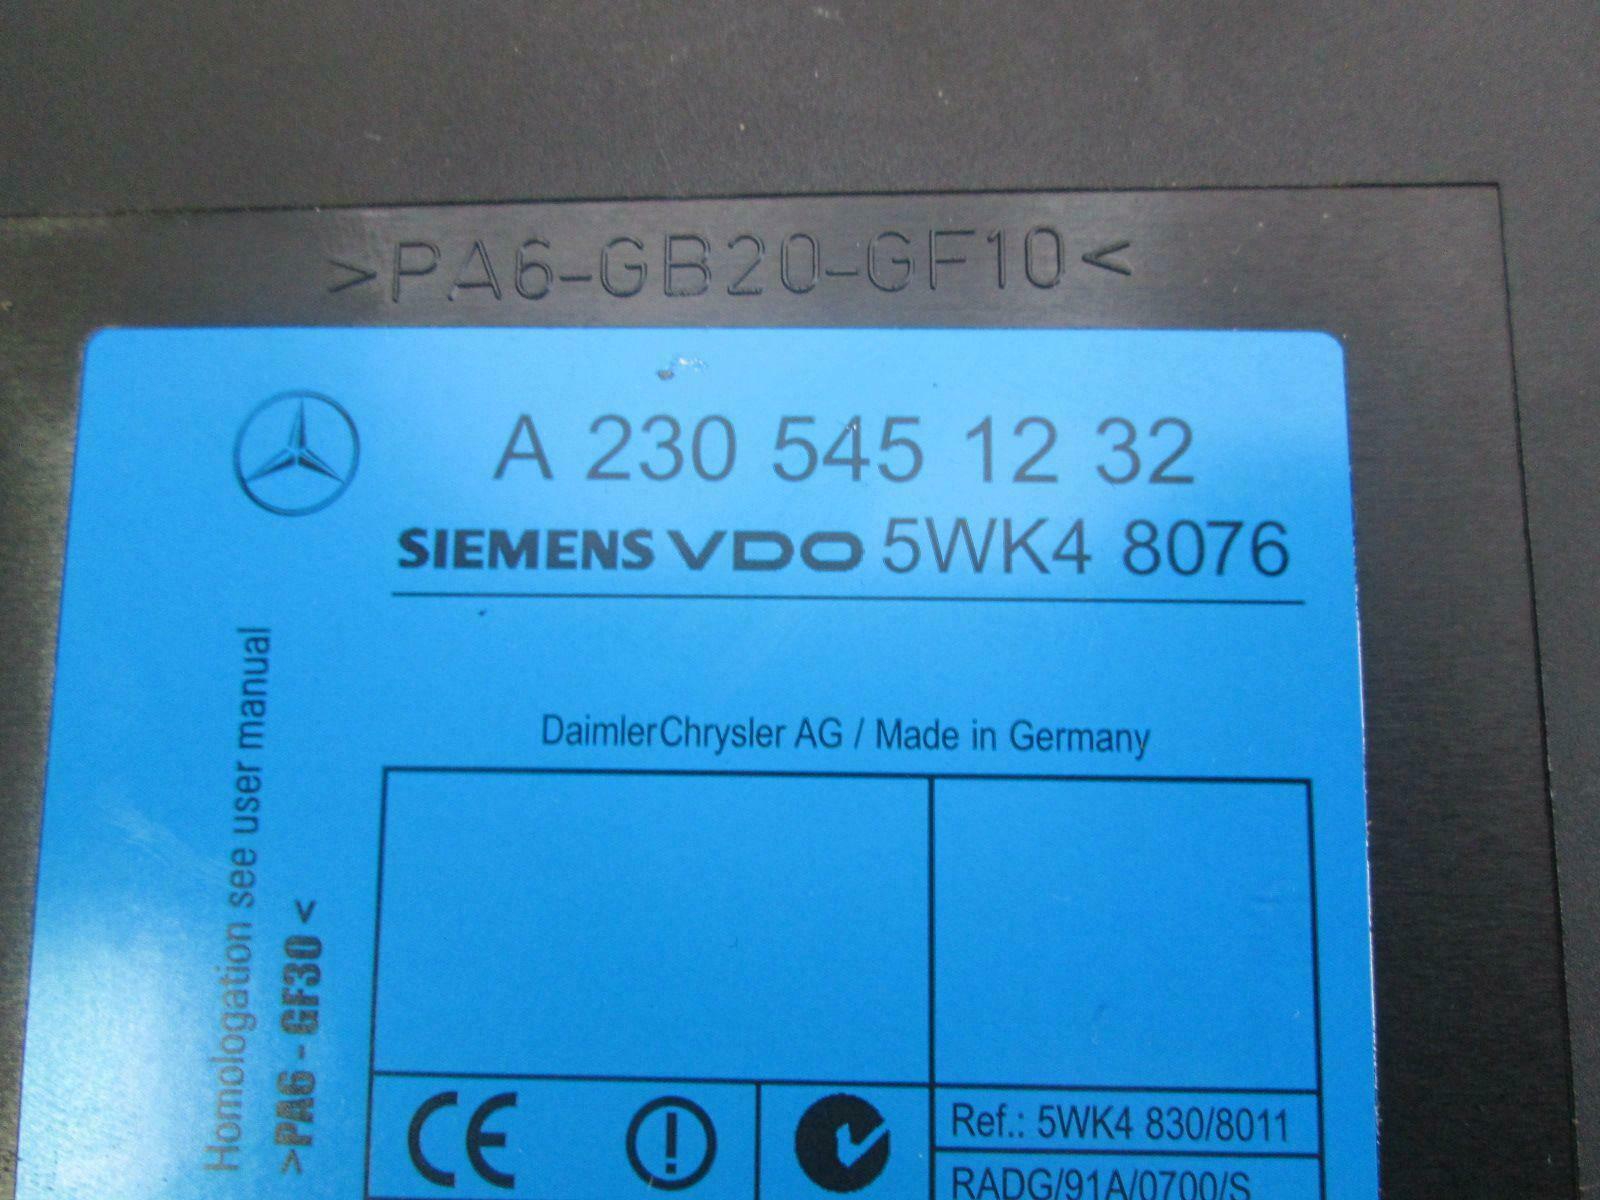 >PA6-GB20-GF10<
A 230 545 12 32
SIEMENS VDO 5WK4 8076
DaimlerChrysler AG / Made in Germany
Homologation see user manual
>PA6 - GF30 <
CE
Ref.: 5WK4 830/8011
RADG/91A/0700/S